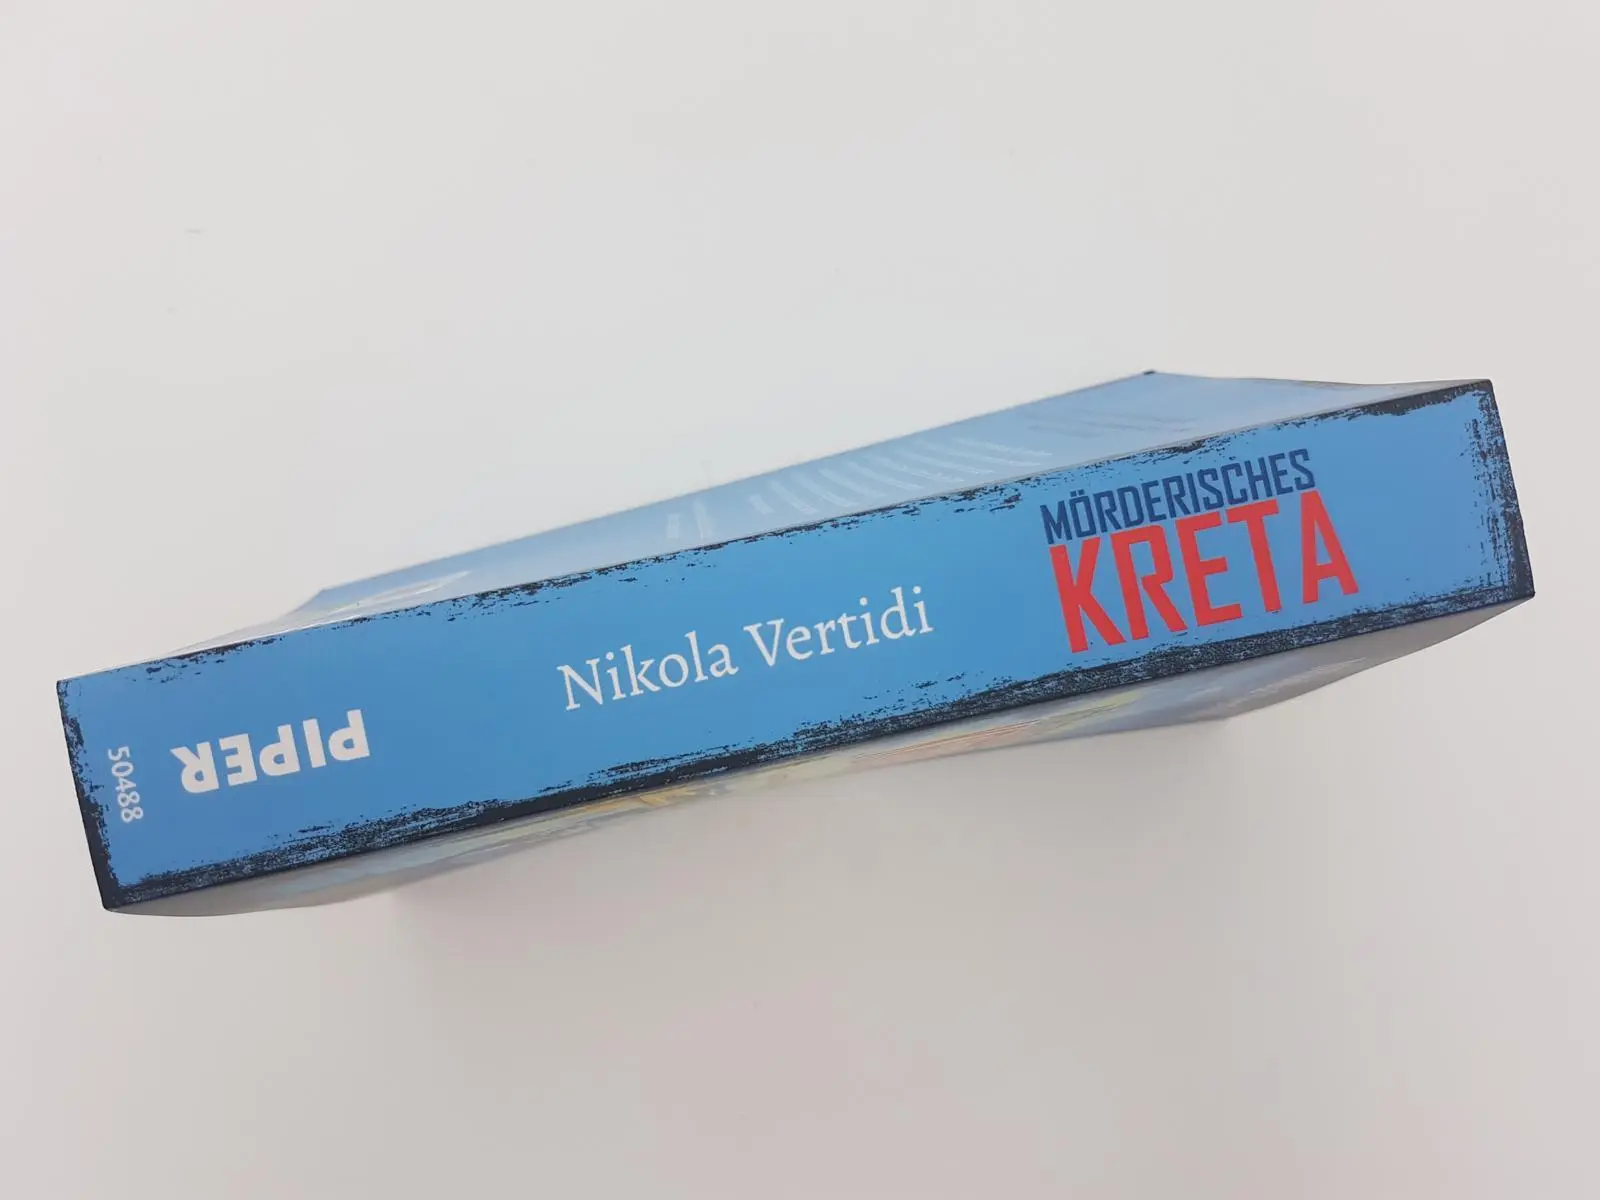 MÖRDERISCHES
KRETA
Nikola Vertidi
PIPER
50488